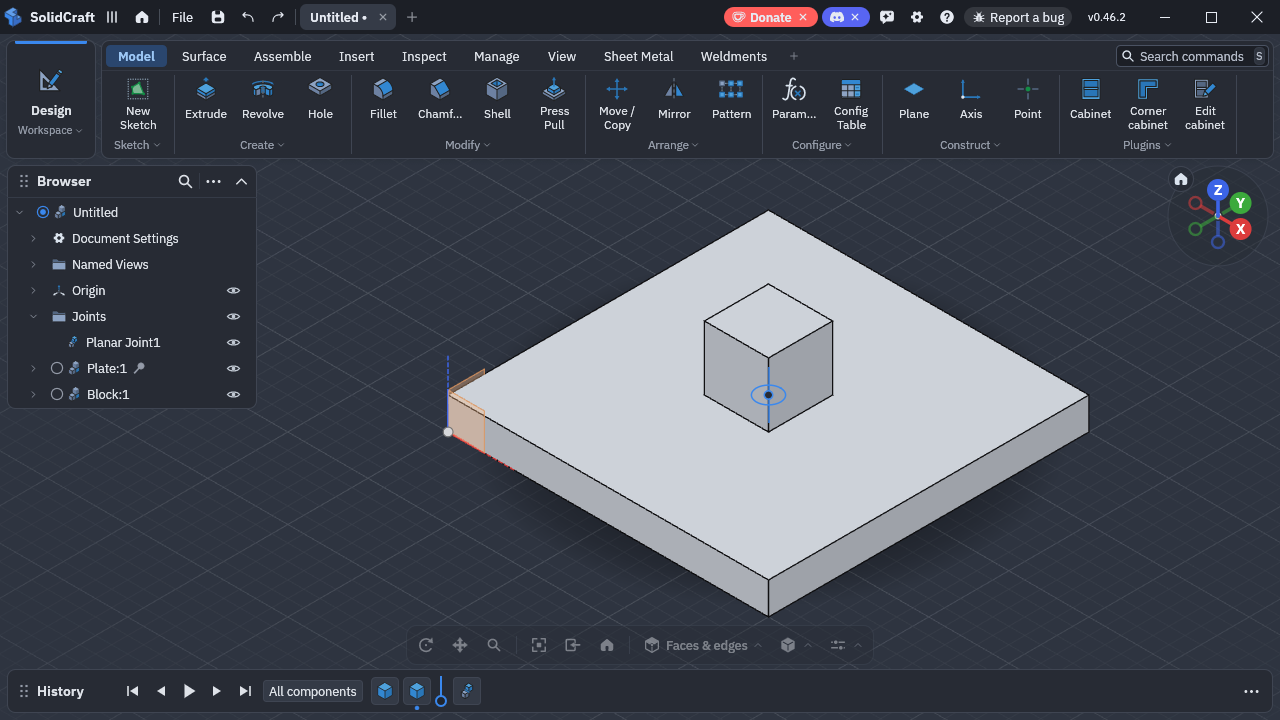 SolidCraft
File
Untitled •
Donate
Report a bug
v0.46.2
Design
Workspace
Model
Surface
Assemble
Insert
Inspect
Manage
View
Sheet Metal
Weldments
Search commands
S
New
Sketch
Extrude
Revolve
Hole
Fillet
Chamf...
Shell
Press
Pull
Move /
Copy
Mirror
Pattern
Param...
Config
Table
Plane
Axis
Point
Cabinet
Corner
cabinet
Edit
cabinet
Sketch
Create
Modify
Arrange
Configure
Construct
Plugins
Browser
Untitled
Document Settings
Named Views
Origin
Joints
Planar Joint1
Plate:1
Block:1
Z
Y
X
Faces & edges
History
All components